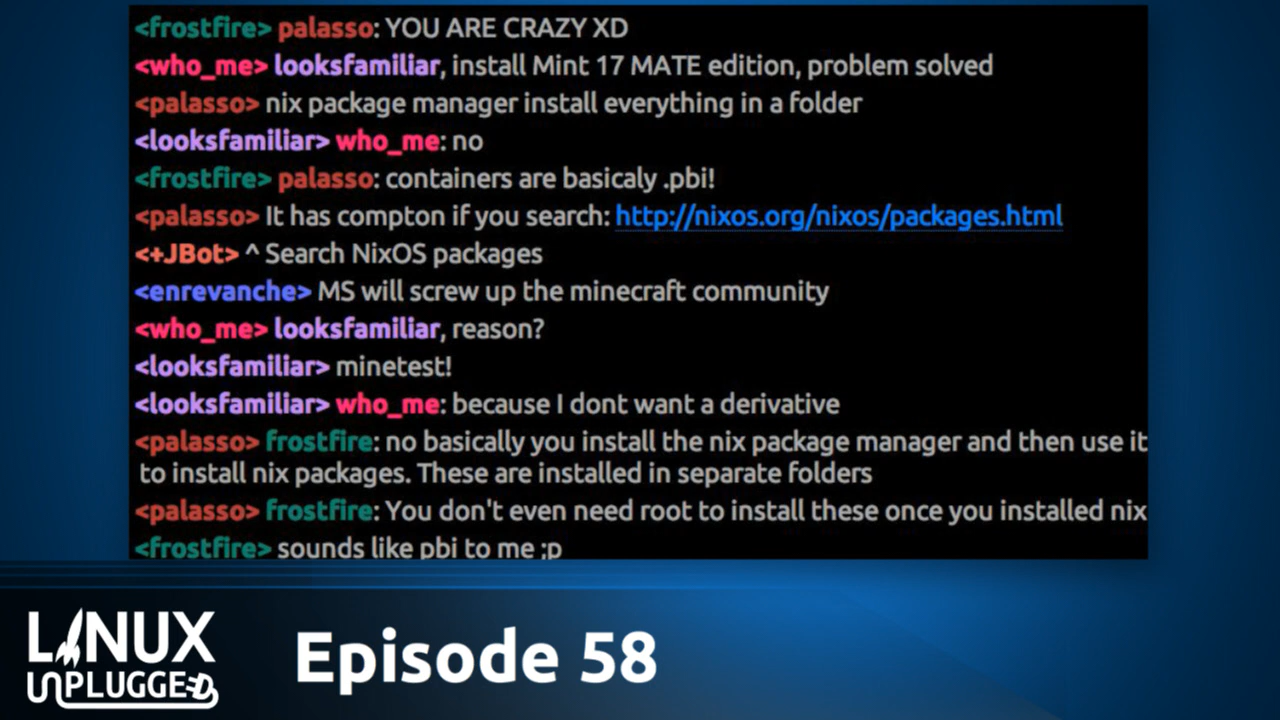 <frostfire> palasso: YOU ARE CRAZY XD
<who_me> looksfamiliar, install Mint 17 MATE edition, problem solved
<palasso> nix package manager install everything in a folder
<looksfamiliar> who_me: no
<frostfire> palasso: containers are basicaly .pbi!
<palasso> It has compton if you search: http://nixos.org/nixos/packages.html
<+JBot> ^ Search NixOS packages
<enrevanche> MS will screw up the minecraft community
<who_me> looksfamiliar, reason?
<looksfamiliar> minetest!
<looksfamiliar> who_me: because I dont want a derivative
<palasso> frostfire: no basically you install the nix package manager and then use it
to install nix packages. These are installed in separate folders
<palasso> frostfire: You don't even need root to install these once you installed nix
<frostfire> sounds like pbi to me ;p
LINUX
UNPLUGGED
Episode 58